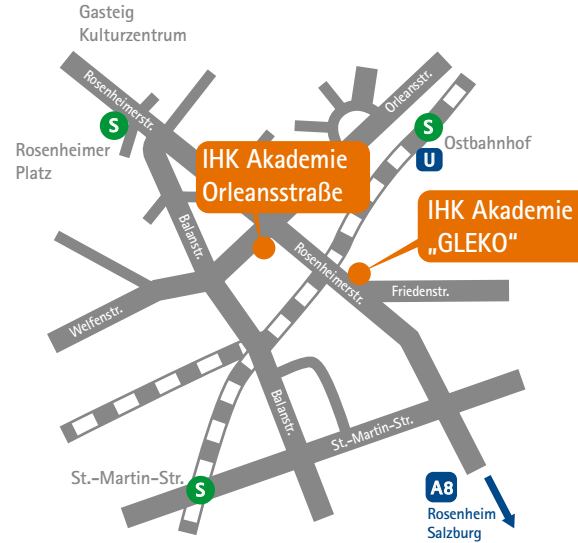 Gasteig
Kulturzentrum
Rosenheimerstr.
Orleansstr.
S
Rosenheimer
Platz
S
Ostbahnhof
U
IHK Akademie
Orleansstraße
IHK Akademie
„GLEKO“
Balanstr.
Rosenheimerstr.
Friedenstr.
Welfenstr.
Balanstr.
St.-Martin-Str.
St.-Martin-Str.
S
A8
Rosenheim
Salzburg